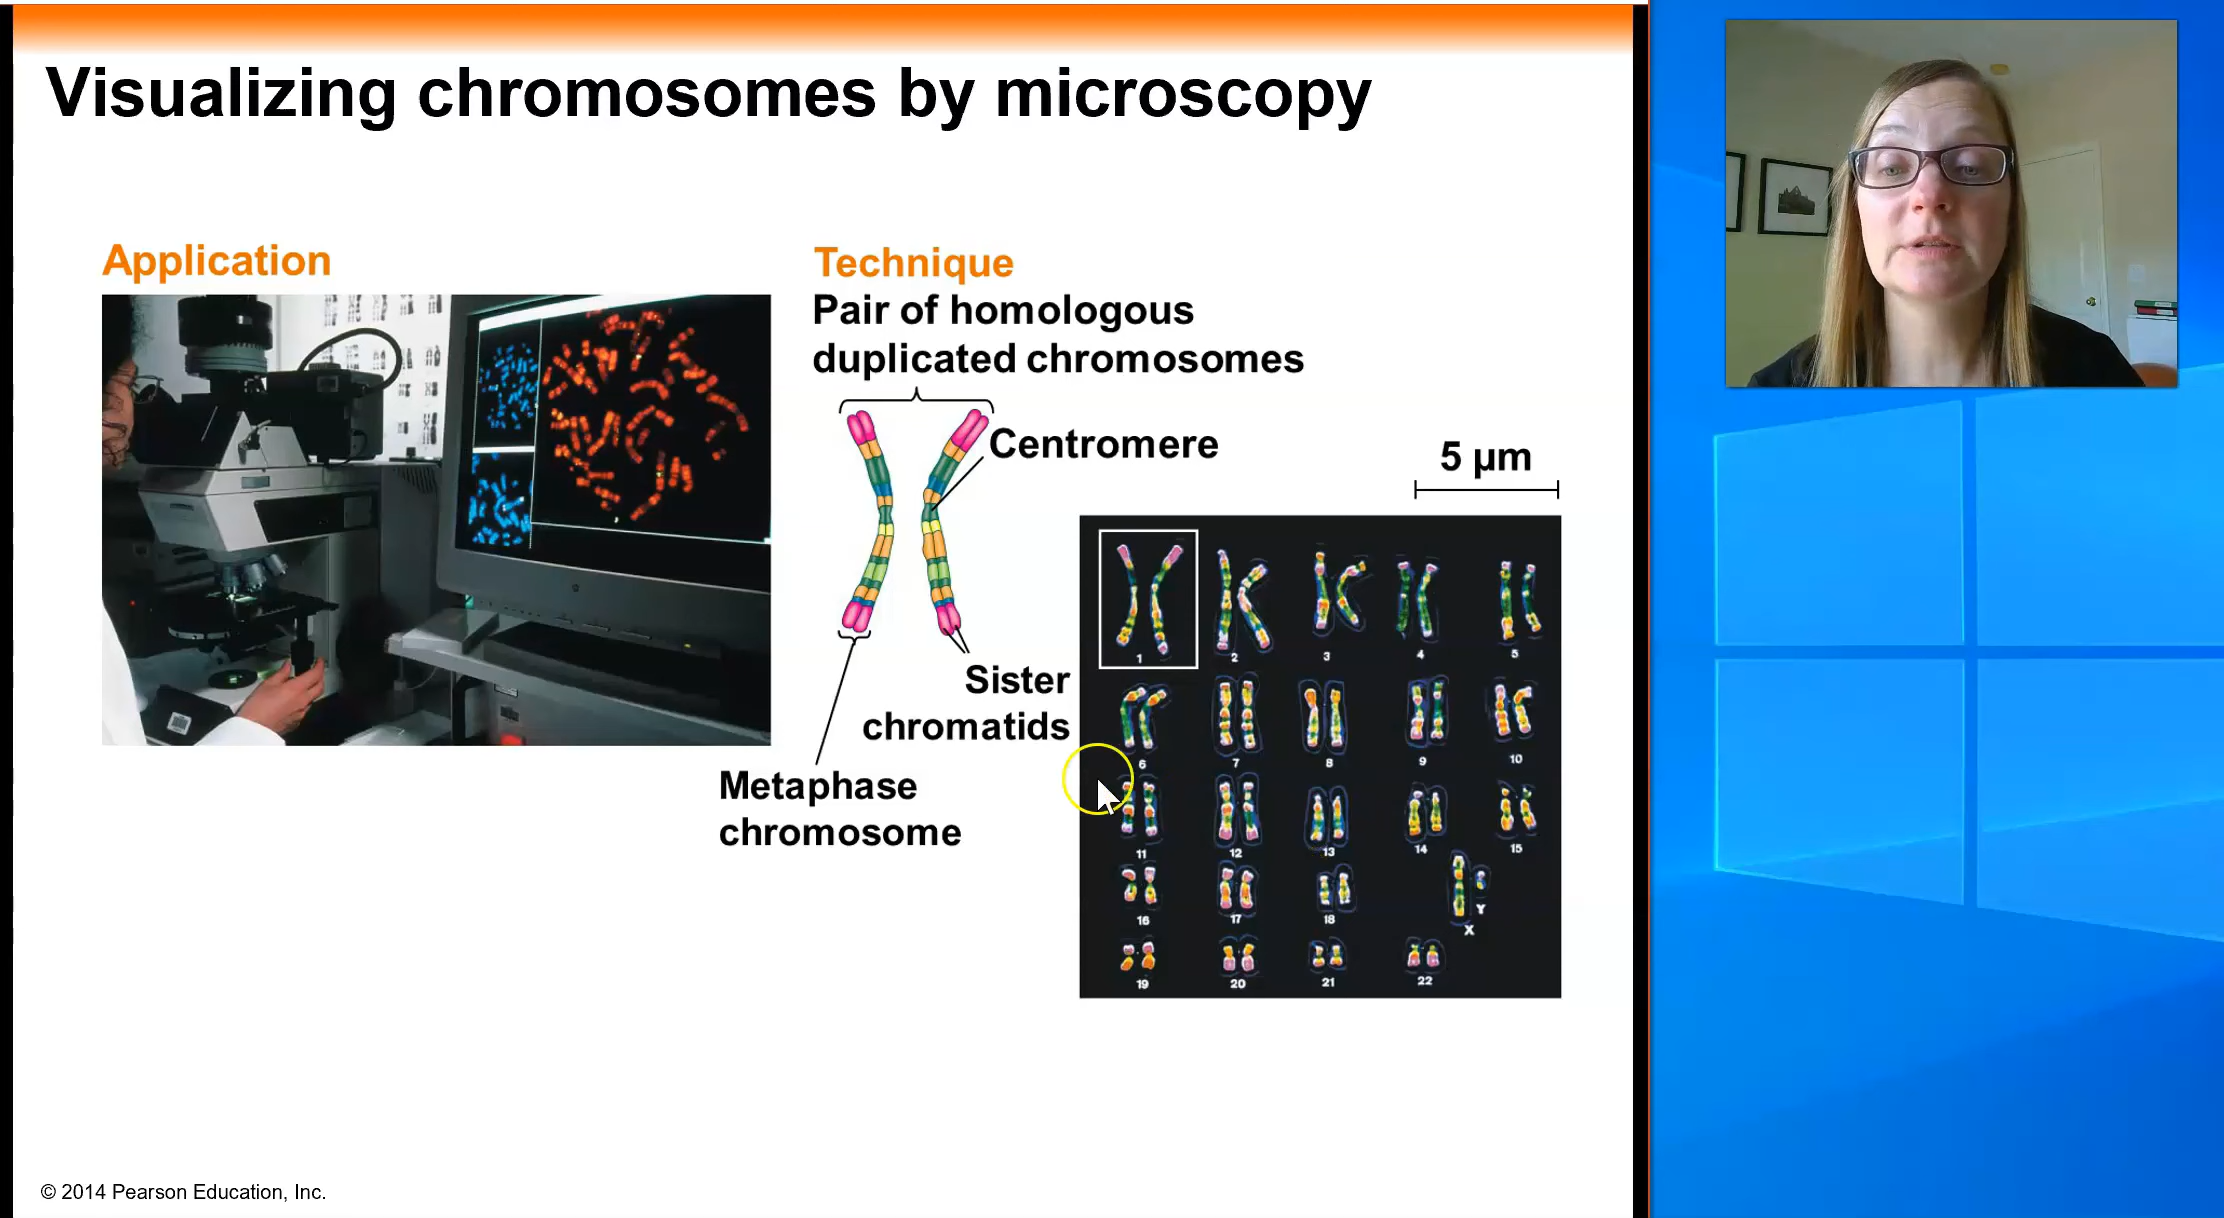 Visualizing chromosomes by microscopy
Application
Technique
Pair of homologous
duplicated chromosomes
Centromere
5 µm
Sister
chromatids
Metaphase
chromosome
1 2 3 4 5
6 7 8 9 10
11 12 13 14 15
16 17 18 Y
X
19 20 21 22
© 2014 Pearson Education, Inc.